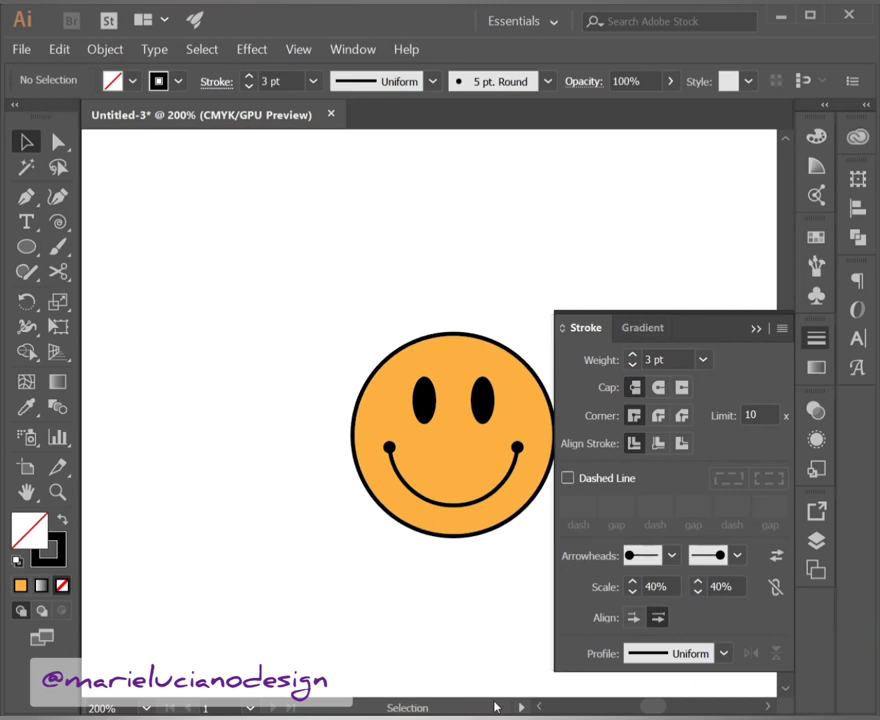 Ai Br St Essentials Search Adobe Stock
File Edit Object Type Select Effect View Window Help
No Selection Stroke: 3 pt Uniform 5 pt. Round Opacity: 100% Style:
Untitled-3* @ 200% (CMYK/GPU Preview)
Stroke Gradient
Weight: 3 pt
Cap:
Corner: Limit: 10 x
Align Stroke:
Dashed Line
dash gap dash gap dash gap
Arrowheads:
Scale: 40% 40%
Align:
Profile: Uniform
@marielucianodesign
200% 1 Selection